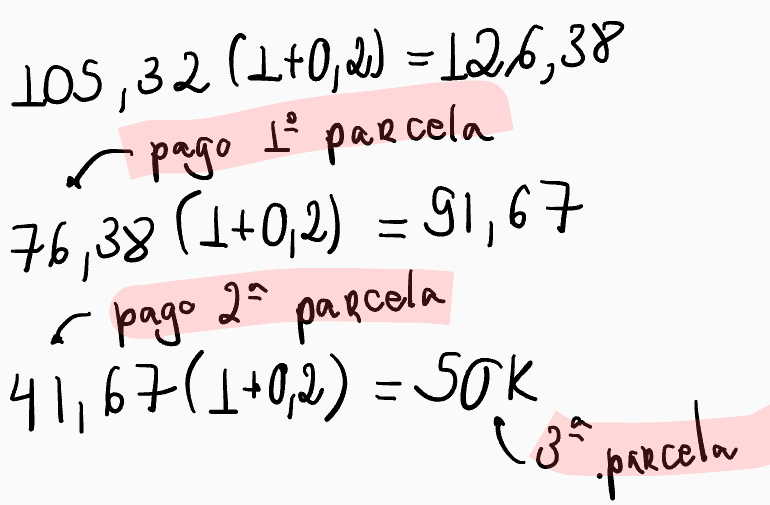 105,32 (1+0,2) = 126,38
pago 1ª parcela
76,38 (1+0,2) = 91,67
pago 2ª parcela
41,67 (1+0,2) = 50K
3ª parcela